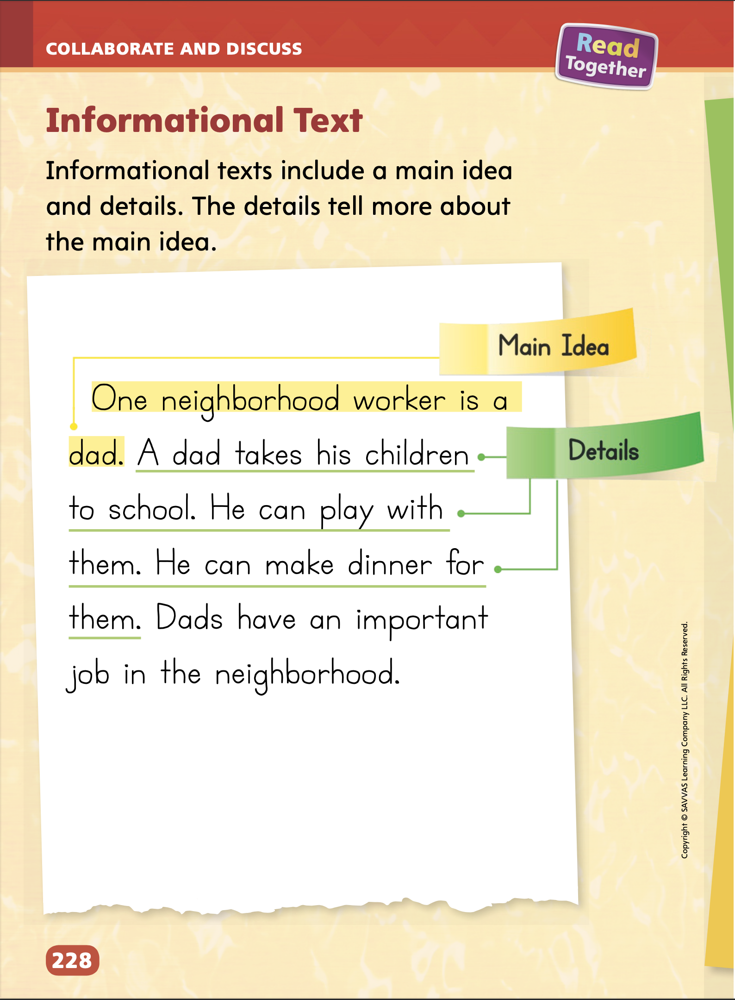 COLLABORATE AND DISCUSS
Read
Together
Informational Text
Informational texts include a main idea
and details. The details tell more about
the main idea.
Main Idea
One neighborhood worker is a
dad. A dad takes his children
Details
to school. He can play with
them. He can make dinner for
them. Dads have an important
job in the neighborhood.
Copyright © SAVVAS Learning Company LLC. All Rights Reserved.
228